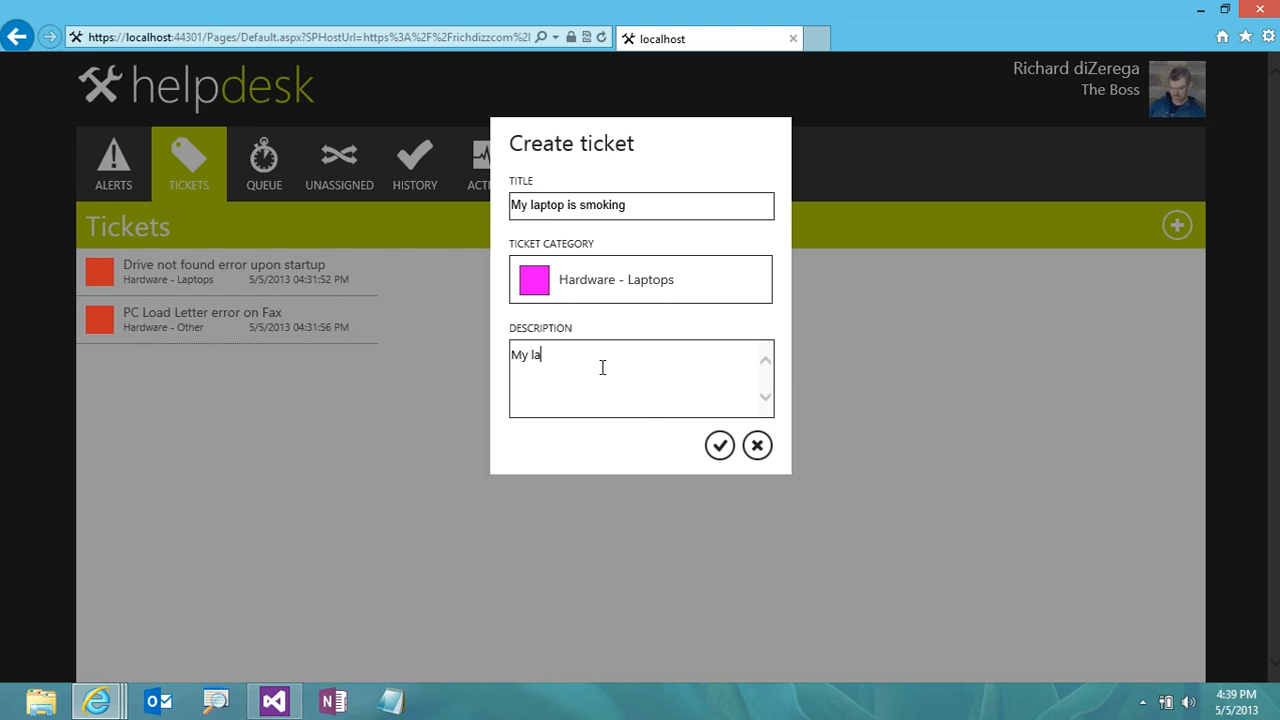 https://localhost:44301/Pages/Default.aspx?SPHostUrl=https%3A%2F%2Frichdizzcom%2
localhost
helpdesk
Richard diZerega
The Boss
ALERTS
TICKETS
QUEUE
UNASSIGNED
HISTORY
ACTI
Tickets
Drive not found error upon startup
Hardware - Laptops 5/5/2013 04:31:52 PM
PC Load Letter error on Fax
Hardware - Other 5/5/2013 04:31:56 PM
Create ticket
TITLE
My laptop is smoking
TICKET CATEGORY
Hardware - Laptops
DESCRIPTION
My la
4:39 PM
5/5/2013